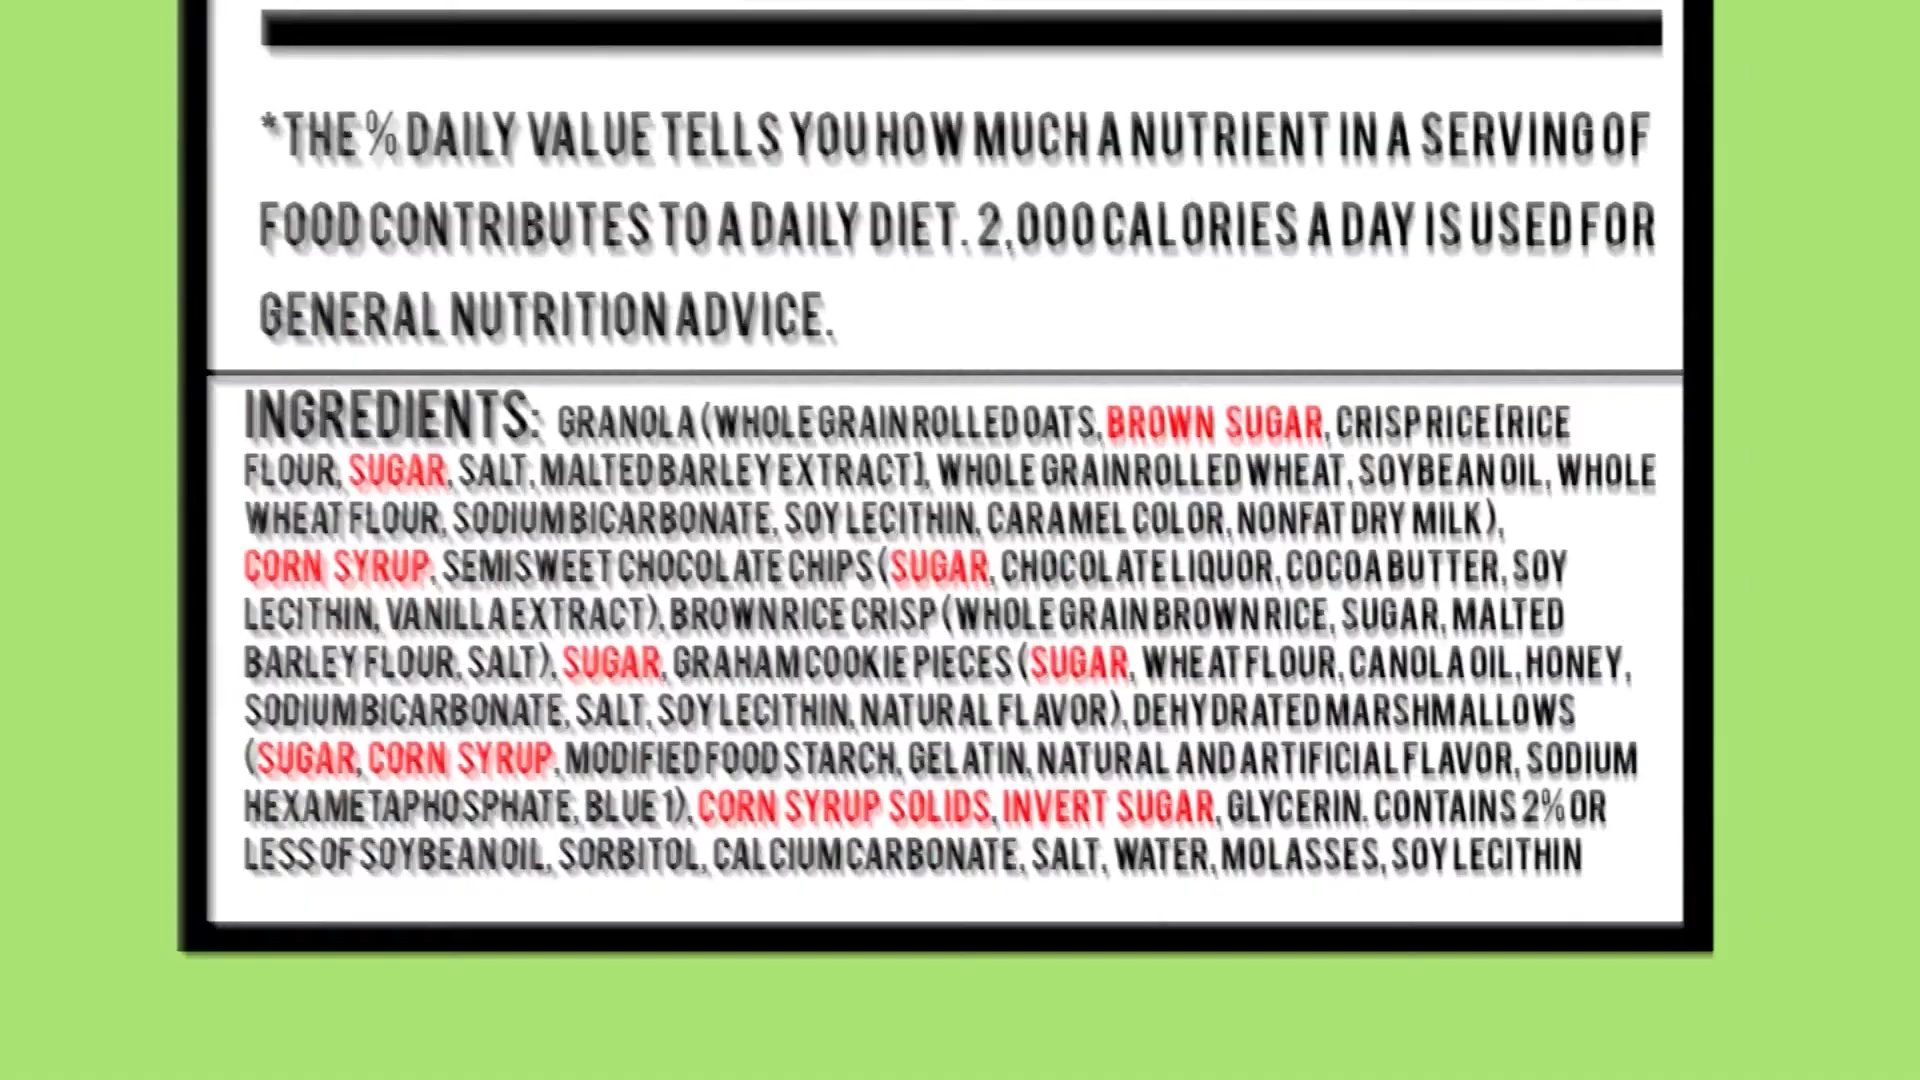 *THE % DAILY VALUE TELLS YOU HOW MUCH A NUTRIENT IN A SERVING OF
FOOD CONTRIBUTES TO A DAILY DIET. 2,000 CALORIES A DAY IS USED FOR
GENERAL NUTRITION ADVICE.
INGREDIENTS: GRANOLA (WHOLE GRAIN ROLLED OATS, BROWN SUGAR, CRISP RICE [RICE
FLOUR, SUGAR, SALT, MALTED BARLEY EXTRACT], WHOLE GRAIN ROLLED WHEAT, SOYBEAN OIL, WHOLE
WHEAT FLOUR, SODIUM BICARBONATE, SOY LECITHIN, CARAMEL COLOR, NONFAT DRY MILK),
CORN SYRUP, SEMISWEET CHOCOLATE CHIPS (SUGAR, CHOCOLATE LIQUOR, COCOA BUTTER, SOY
LECITHIN, VANILLA EXTRACT), BROWN RICE CRISP (WHOLE GRAIN BROWN RICE, SUGAR, MALTED
BARLEY FLOUR, SALT), SUGAR, GRAHAM COOKIE PIECES (SUGAR, WHEAT FLOUR, CANOLA OIL, HONEY,
SODIUM BICARBONATE, SALT, SOY LECITHIN, NATURAL FLAVOR), DEHYDRATED MARSHMALLOWS
(SUGAR, CORN SYRUP, MODIFIED FOOD STARCH, GELATIN, NATURAL AND ARTIFICIAL FLAVOR, SODIUM
HEXAMETAPHOSPHATE, BLUE 1), CORN SYRUP SOLIDS, INVERT SUGAR, GLYCERIN. CONTAINS 2% OR
LESS OF SOYBEAN OIL, SORBITOL, CALCIUM CARBONATE, SALT, WATER, MOLASSES, SOY LECITHIN